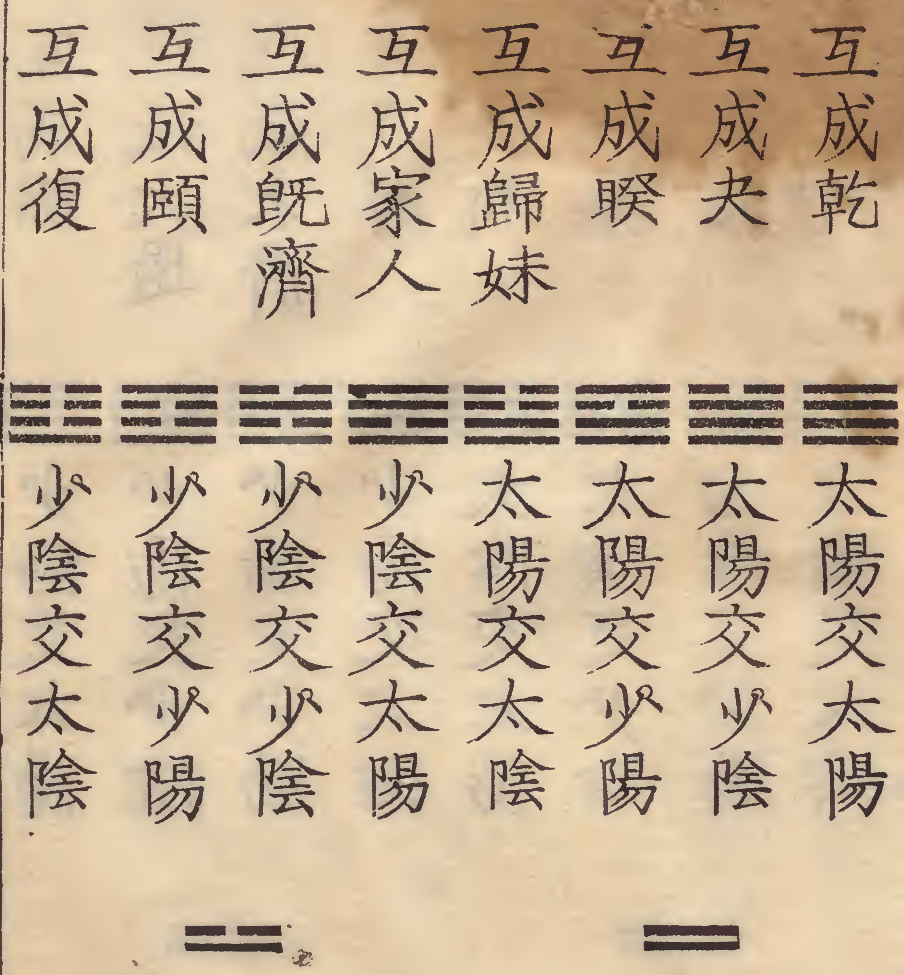 互成乾
互成夬
互成睽
互成歸妹
互成家人
互成旣濟
互成頤
互成復
太陽交太陽
太陽交少陰
太陽交少陽
太陽交太陰
少陰交太陽
少陰交少陰
少陰交少陽
少陰交太陰